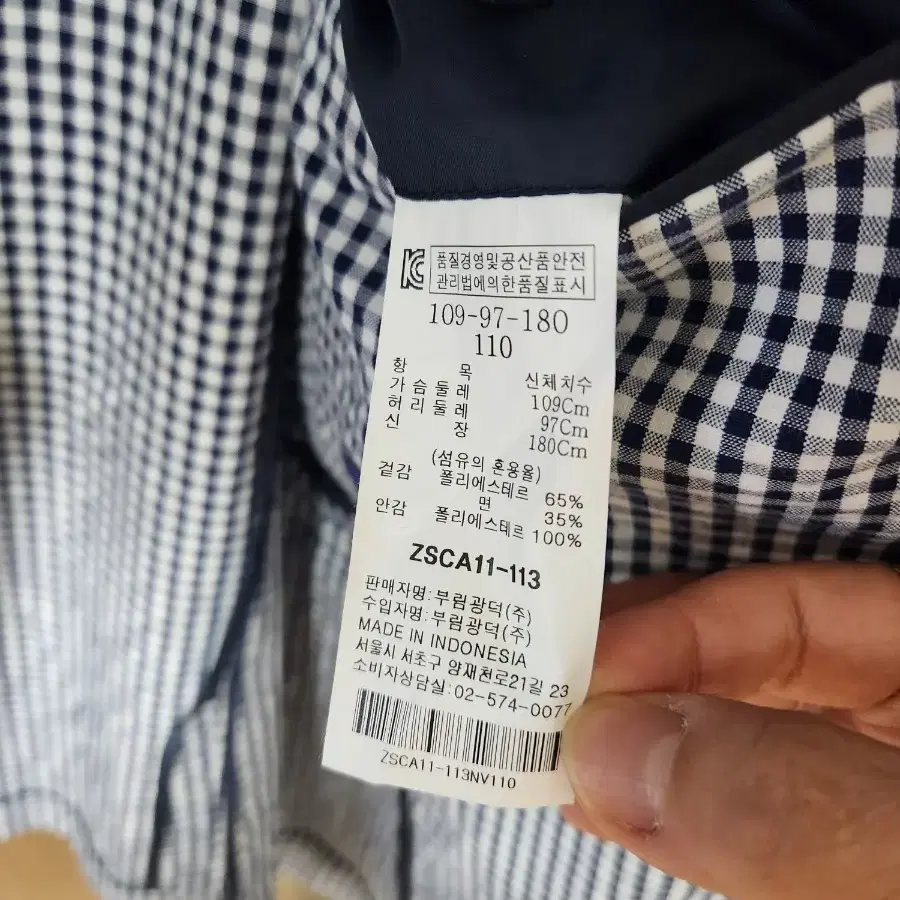 품질경영및공산품안전
관리법에의한품질표시
109-97-180
110
항 목 신체치수
가슴둘레 109Cm
허리둘레 97Cm
신 장 180Cm
(섬유의 혼용율)
겉감 폴리에스테르 65%
면 35%
안감 폴리에스테르 100%
ZSCA11-113
판매자명:부림광덕(주)
수입자명:부림광덕(주)
MADE IN INDONESIA
서울시 서초구 양재천로21길 23
소비자상담실:02-574-0077
ZSCA11-113NV110